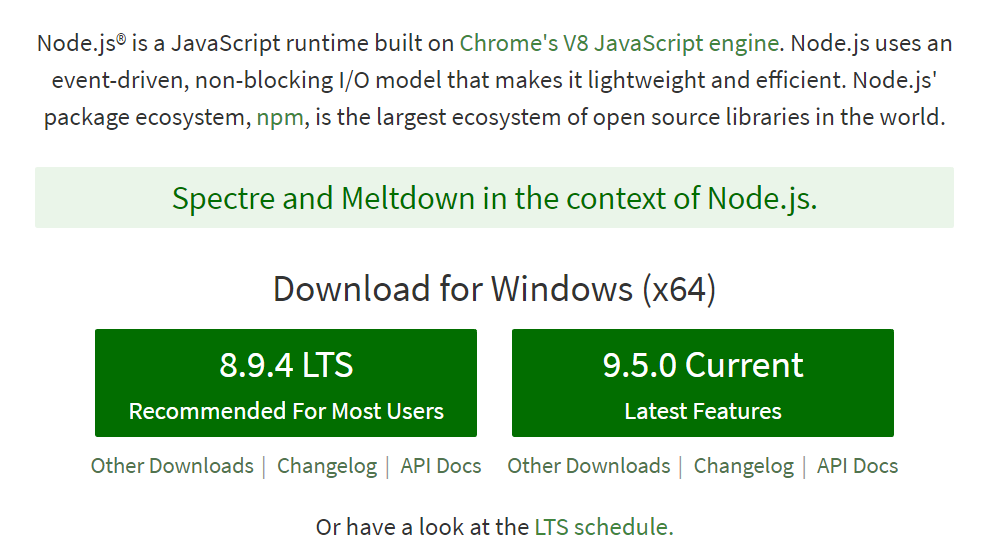 Node.js® is a JavaScript runtime built on Chrome's V8 JavaScript engine. Node.js uses an
event-driven, non-blocking I/O model that makes it lightweight and efficient. Node.js'
package ecosystem, npm, is the largest ecosystem of open source libraries in the world.
Spectre and Meltdown in the context of Node.js.
Download for Windows (x64)
8.9.4 LTS
Recommended For Most Users
9.5.0 Current
Latest Features
Other Downloads | Changelog | API Docs
Other Downloads | Changelog | API Docs
Or have a look at the LTS schedule.